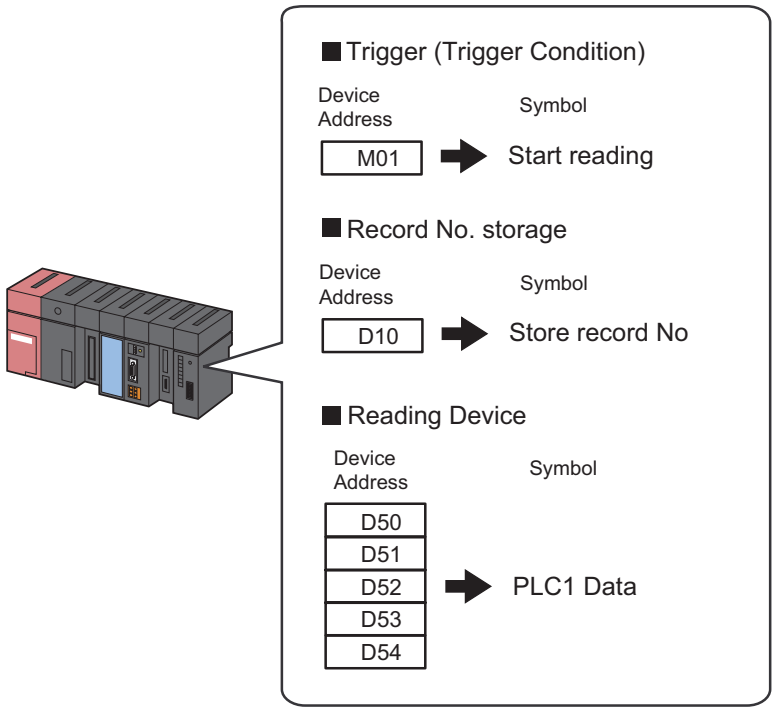 ■ Trigger (Trigger Condition)
Device
Address
Symbol
M01
Start reading
■ Record No. storage
Device
Address
Symbol
D10
Store record No
■ Reading Device
Device
Address
Symbol
D50
D51
D52
D53
D54
PLC1 Data